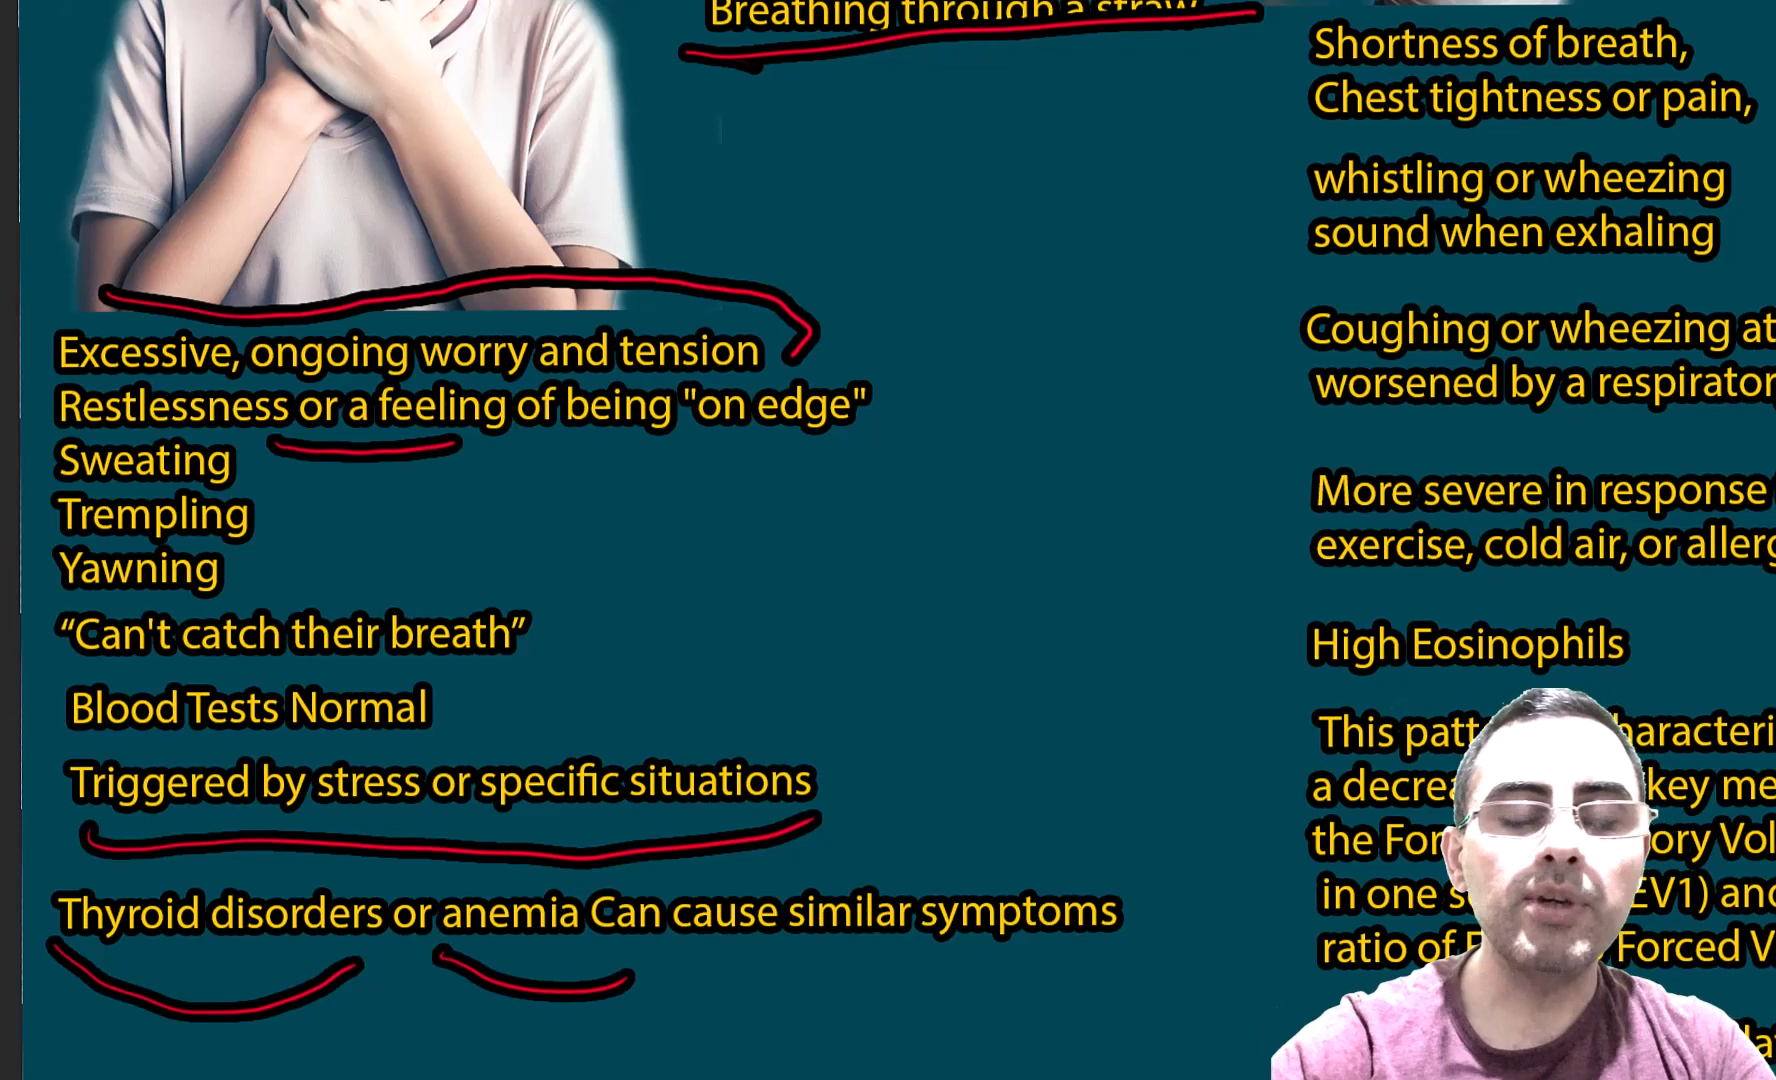 Breathing through a straw
Excessive, ongoing worry and tension
Restlessness or a feeling of being "on edge"
Sweating
Trempling
Yawning
“Can't catch their breath”
Blood Tests Normal
Triggered by stress or specific situations
Thyroid disorders or anemia Can cause similar symptoms
Shortness of breath,
Chest tightness or pain,
whistling or wheezing
sound when exhaling
Coughing or wheezing at
worsened by a
More severe in response
exercise, cold air, or
High Eosinophils
This
a key
the
in one and
ratio of Forced